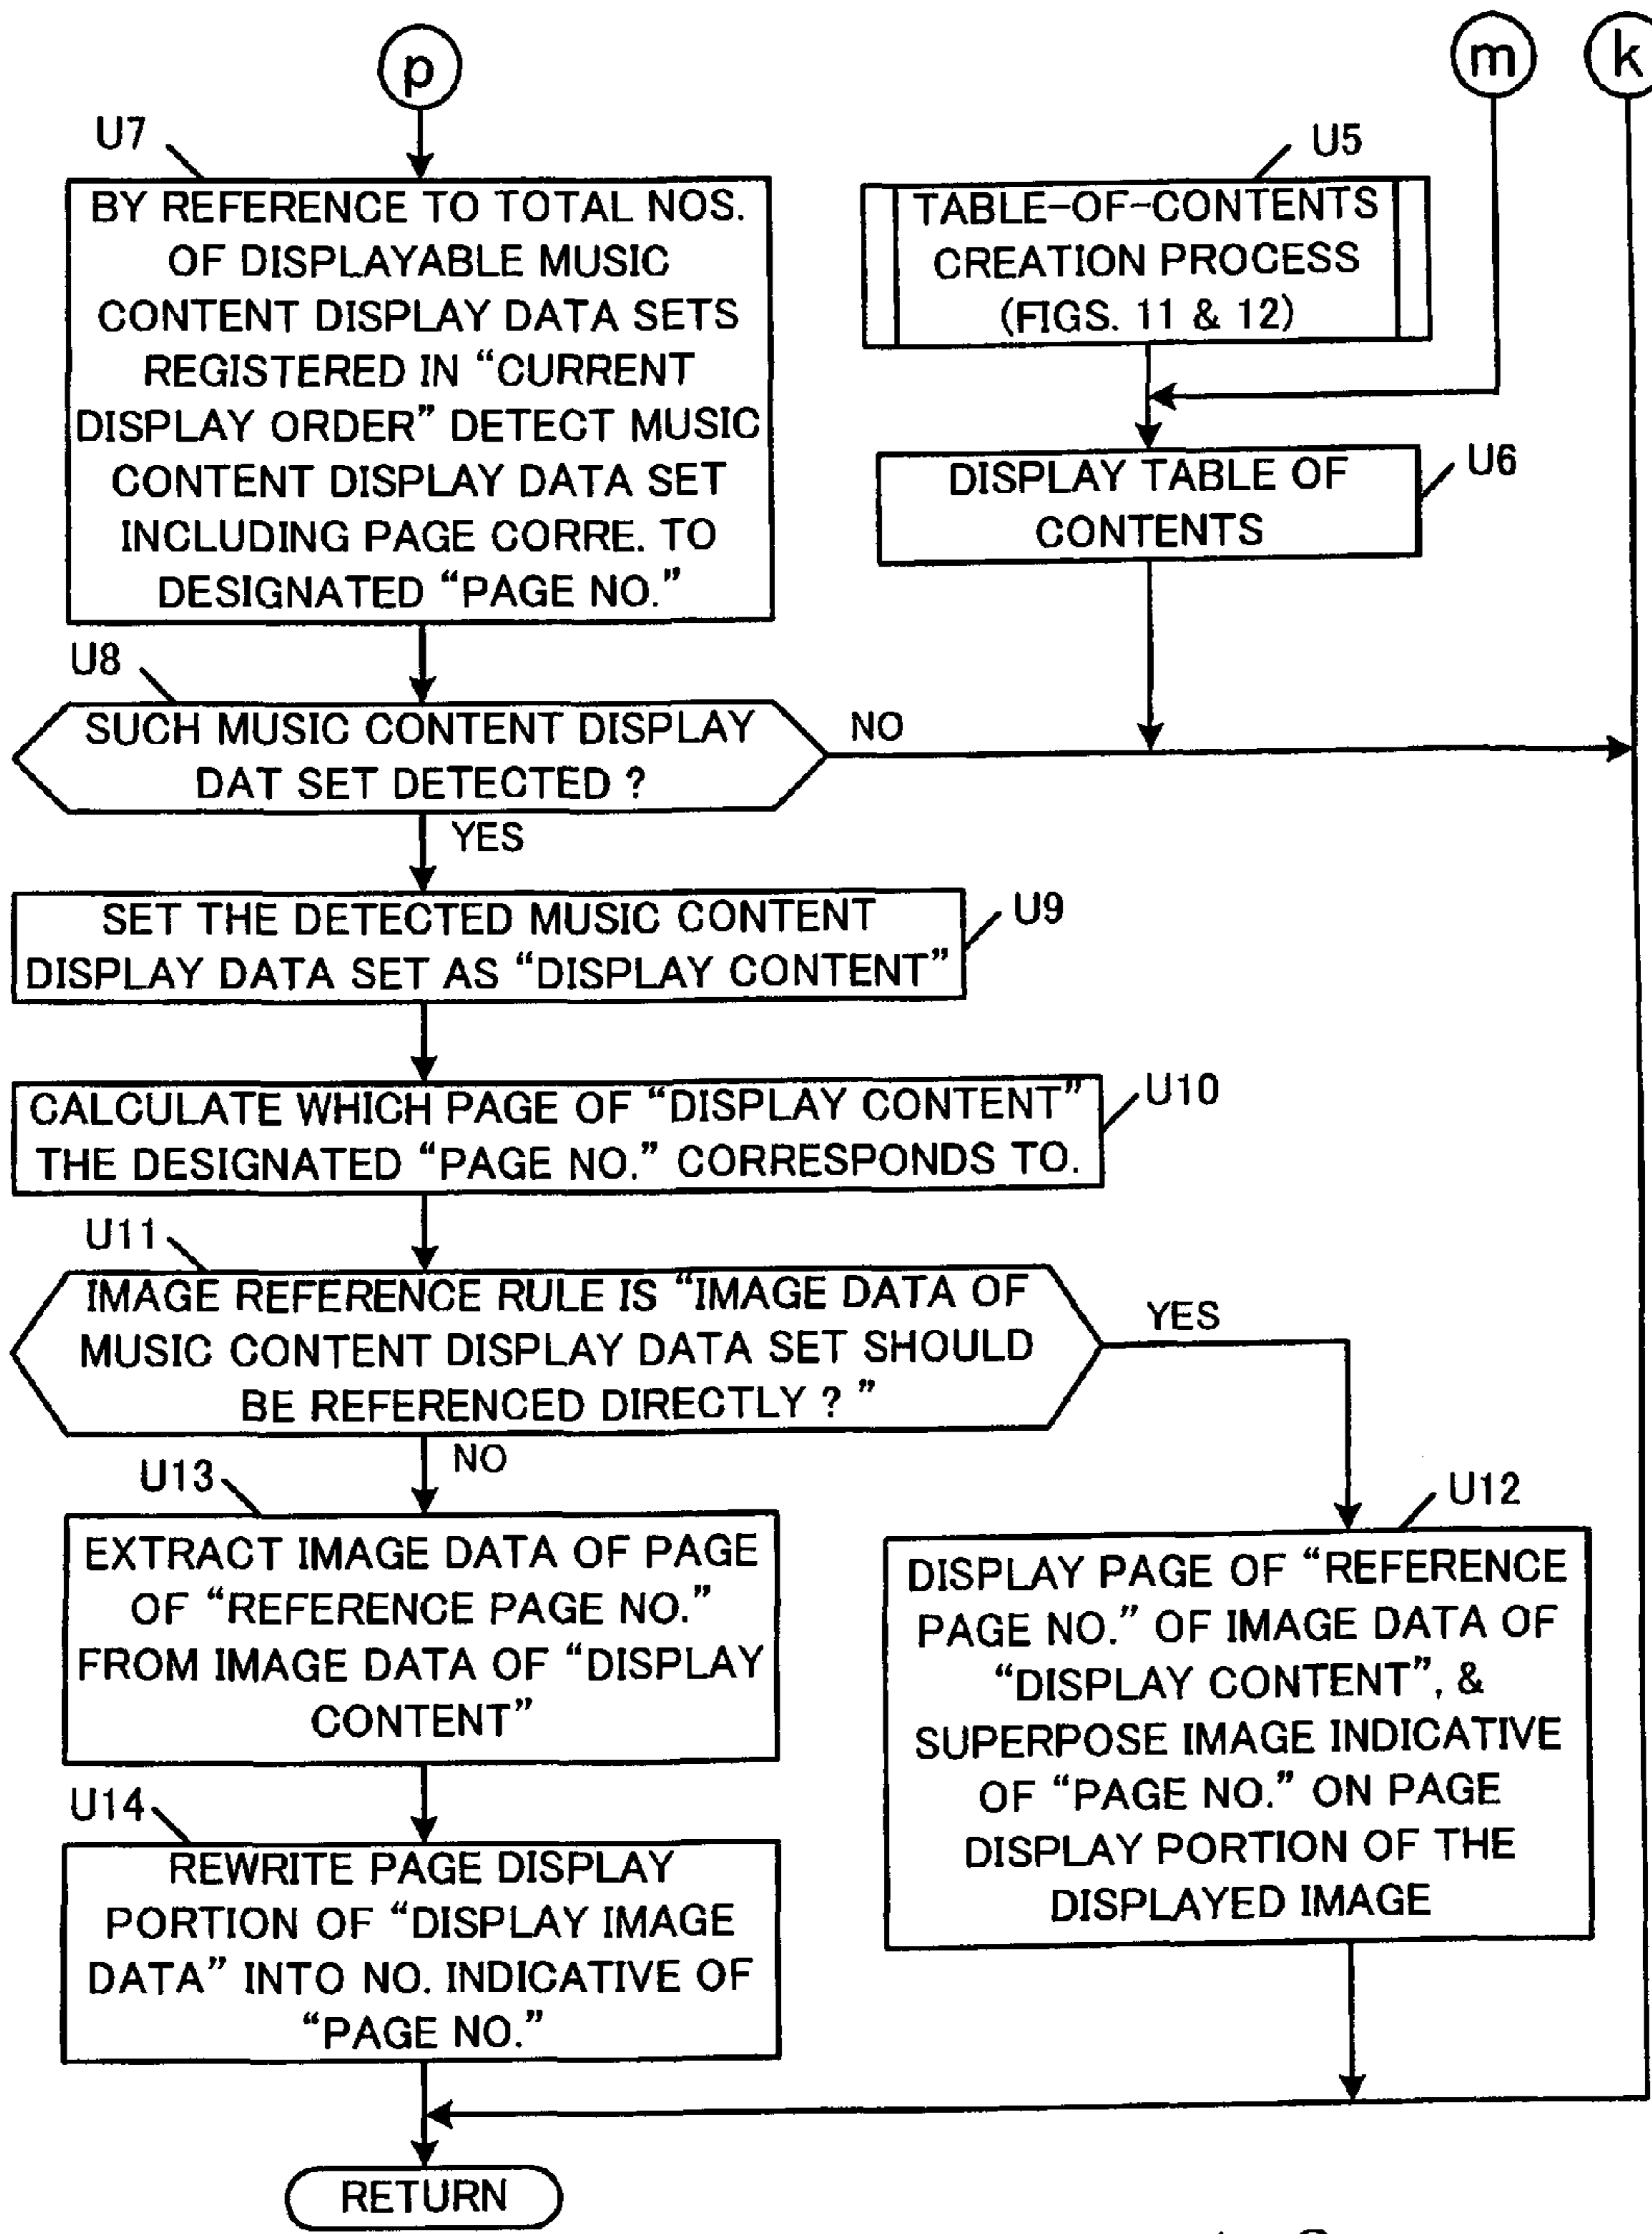 p
m
k
U7
BY REFERENCE TO TOTAL NOS.
OF DISPLAYABLE MUSIC
CONTENT DISPLAY DATA SETS
REGISTERED IN “CURRENT
DISPLAY ORDER” DETECT MUSIC
CONTENT DISPLAY DATA SET
INCLUDING PAGE CORRE. TO
DESIGNATED “PAGE NO.”
U5
TABLE-OF-CONTENTS
CREATION PROCESS
(FIGS. 11 & 12)
U6
DISPLAY TABLE OF
CONTENTS
U8
SUCH MUSIC CONTENT DISPLAY
DAT SET DETECTED ?
NO
YES
U9
SET THE DETECTED MUSIC CONTENT
DISPLAY DATA SET AS “DISPLAY CONTENT”
U10
CALCULATE WHICH PAGE OF “DISPLAY CONTENT”
THE DESIGNATED “PAGE NO.” CORRESPONDS TO.
U11
IMAGE REFERENCE RULE IS “IMAGE DATA OF
MUSIC CONTENT DISPLAY DATA SET SHOULD
BE REFERENCED DIRECTLY ? ”
YES
NO
U13
EXTRACT IMAGE DATA OF PAGE
OF “REFERENCE PAGE NO.”
FROM IMAGE DATA OF “DISPLAY
CONTENT”
U12
DISPLAY PAGE OF “REFERENCE
PAGE NO.” OF IMAGE DATA OF
“DISPLAY CONTENT”, &
SUPERPOSE IMAGE INDICATIVE
OF “PAGE NO.” ON PAGE
DISPLAY PORTION OF THE
DISPLAYED IMAGE
U14
REWRITE PAGE DISPLAY
PORTION OF “DISPLAY IMAGE
DATA” INTO NO. INDICATIVE OF
“PAGE NO.”
RETURN